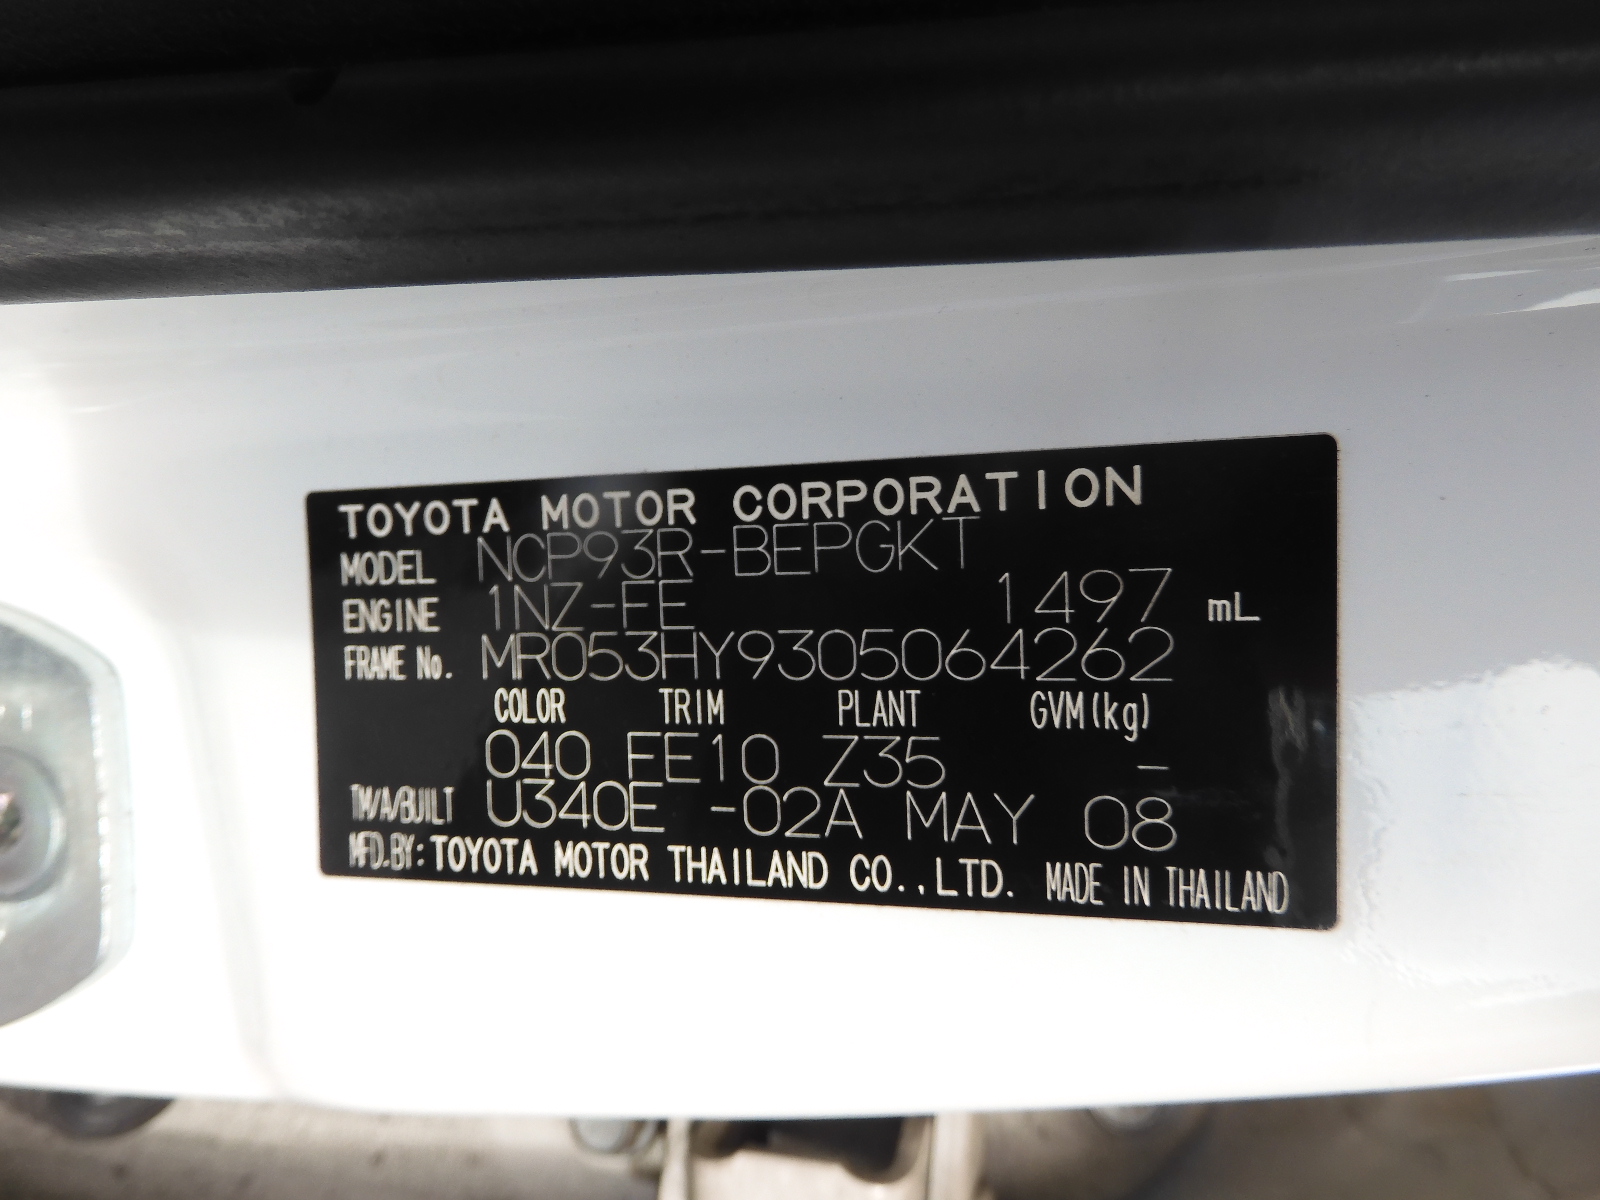 TOYOTA MOTOR CORPORATION
MODEL NCP93R-BEPGKT
ENGINE 1NZ-FE 1497 mL
FRAME No. MR053HY9305064262
COLOR TRIM PLANT GVM(kg)
040 FE10 Z35 -
TM/A/BUILT U340E -02A MAY 08
MFD.BY: TOYOTA MOTOR THAILAND CO.,LTD. MADE IN THAILAND